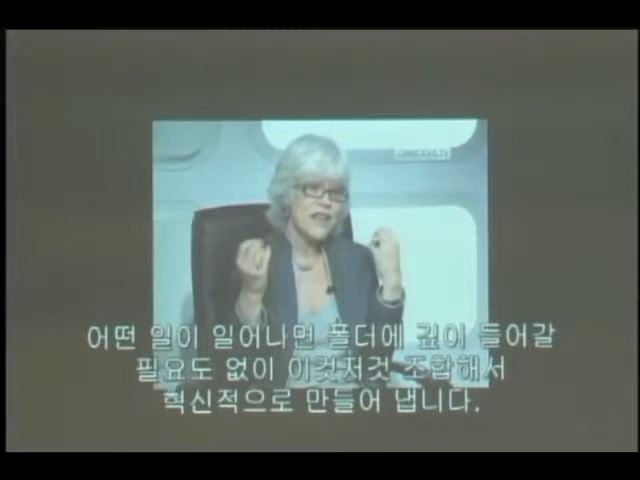 어떤 일이 일어나면 폴더에 깊이 들어갈
필요도 없이 이것저것 조합해서
혁신적으로 만들어 냅니다.